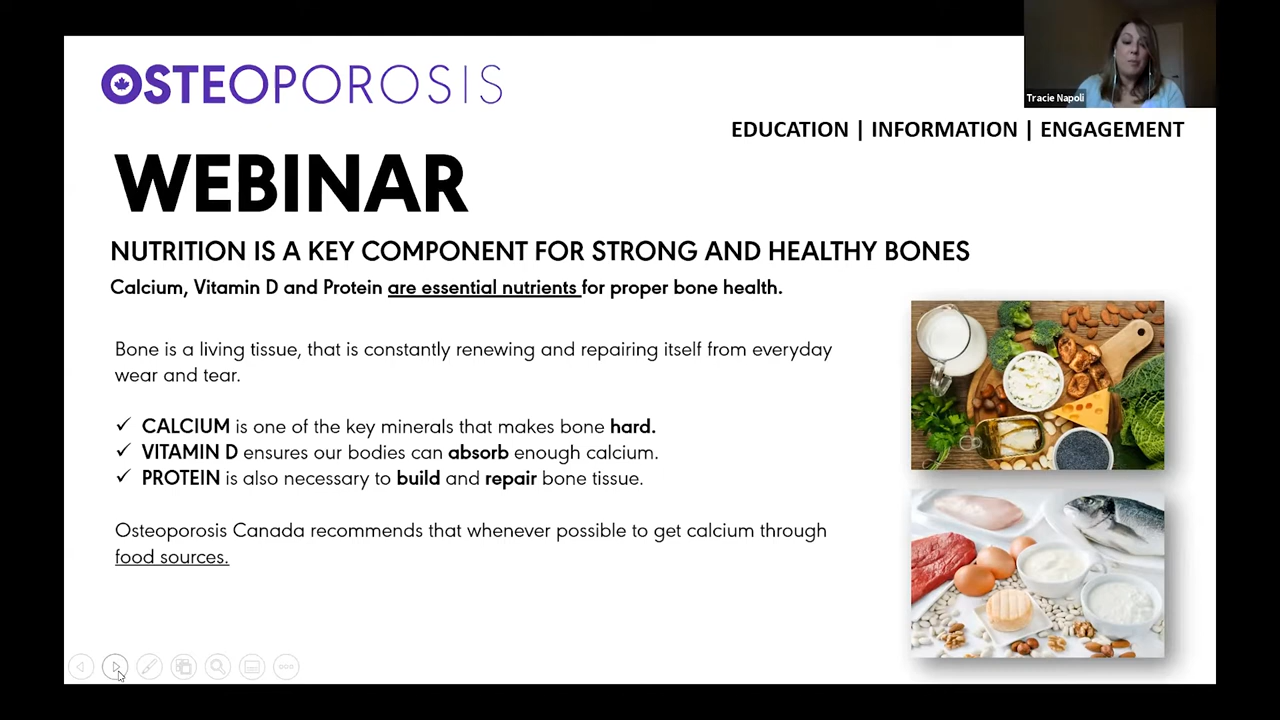 OSTEOPOROSIS
Tracie Napoli
EDUCATION | INFORMATION | ENGAGEMENT
WEBINAR
NUTRITION IS A KEY COMPONENT FOR STRONG AND HEALTHY BONES
Calcium, Vitamin D and Protein are essential nutrients for proper bone health.
Bone is a living tissue, that is constantly renewing and repairing itself from everyday
wear and tear.
✓ CALCIUM is one of the key minerals that makes bone hard.
✓ VITAMIN D ensures our bodies can absorb enough calcium.
✓ PROTEIN is also necessary to build and repair bone tissue.
Osteoporosis Canada recommends that whenever possible to get calcium through
food sources.